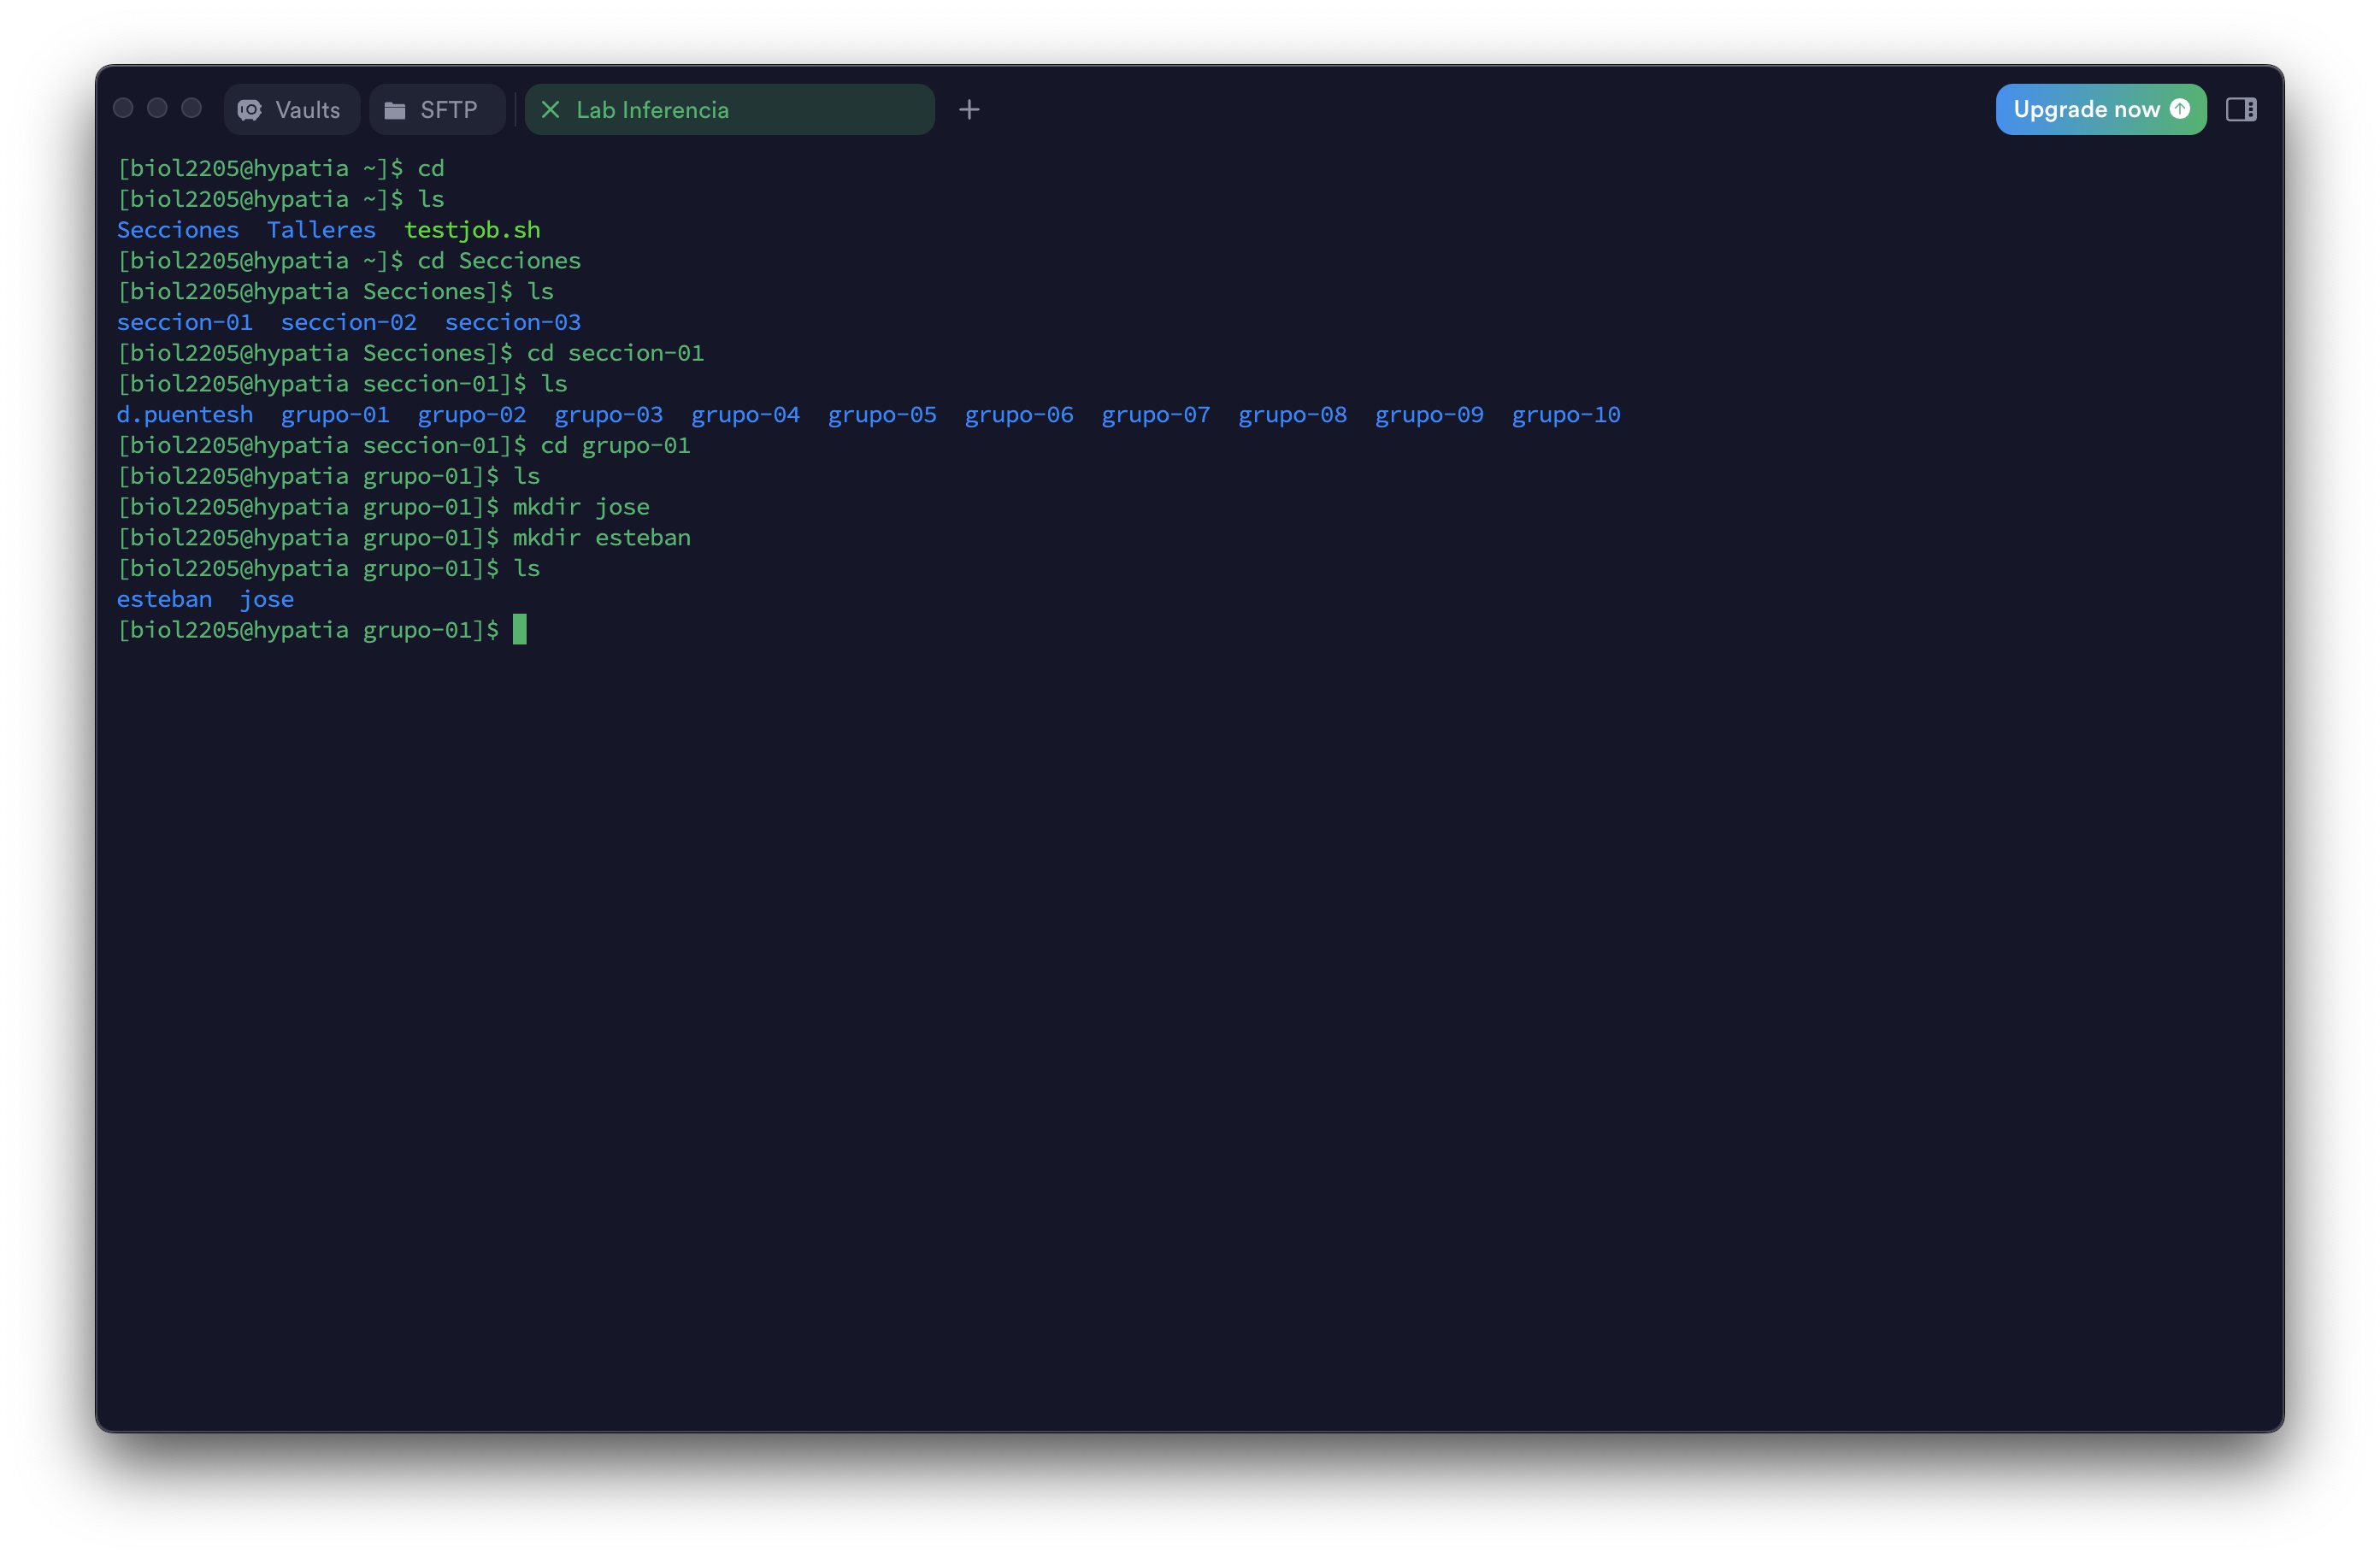 Vaults SFTP Lab Inferencia Upgrade now
[biol2205@hypatia ~]$ cd
[biol2205@hypatia ~]$ ls
Secciones  Talleres  testjob.sh
[biol2205@hypatia ~]$ cd Secciones
[biol2205@hypatia Secciones]$ ls
seccion-01  seccion-02  seccion-03
[biol2205@hypatia Secciones]$ cd seccion-01
[biol2205@hypatia seccion-01]$ ls
d.puentesh  grupo-01  grupo-02  grupo-03  grupo-04  grupo-05  grupo-06  grupo-07  grupo-08  grupo-09  grupo-10
[biol2205@hypatia seccion-01]$ cd grupo-01
[biol2205@hypatia grupo-01]$ ls
[biol2205@hypatia grupo-01]$ mkdir jose
[biol2205@hypatia grupo-01]$ mkdir esteban
[biol2205@hypatia grupo-01]$ ls
esteban  jose
[biol2205@hypatia grupo-01]$